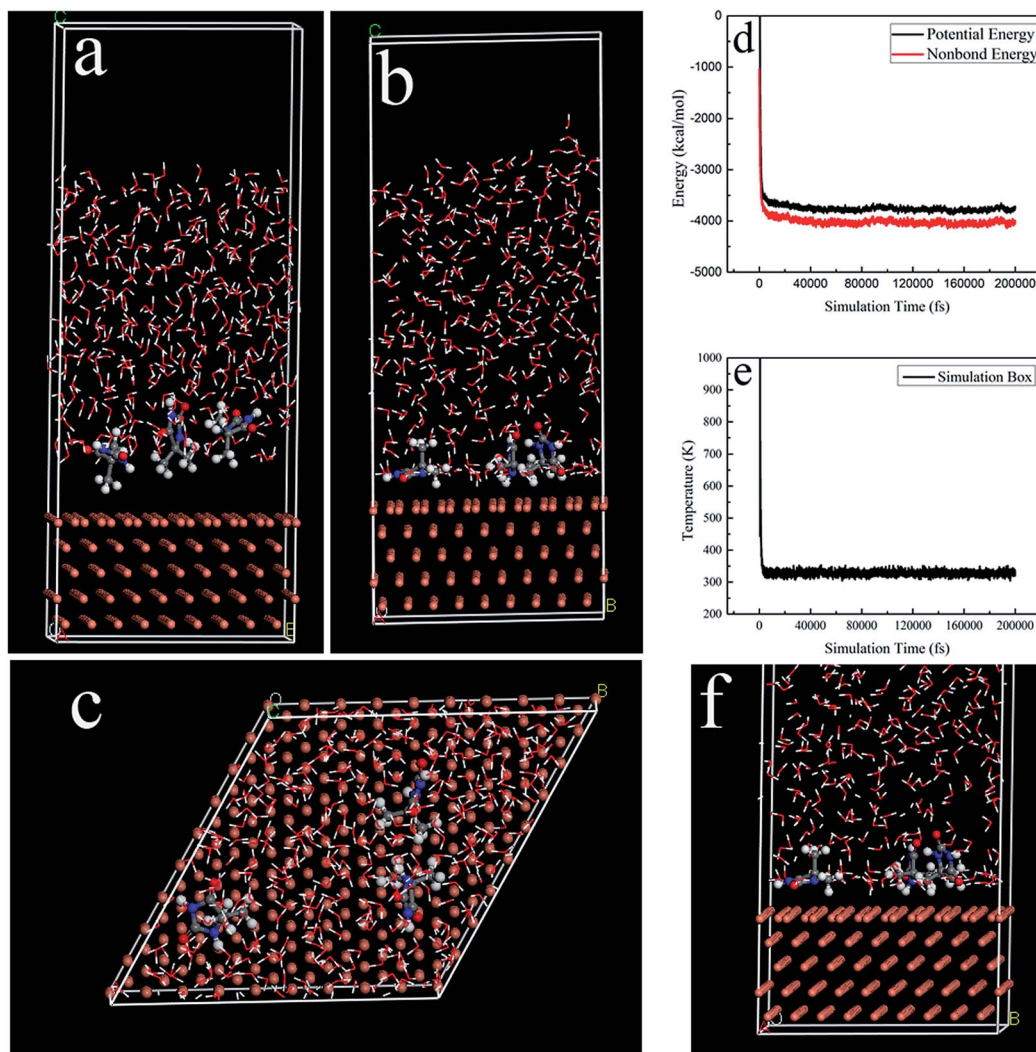 C
a
B
C
b
B
d
Potential Energy
Nonbond Energy
Energy (kcal/mol)
0
-1000
-2000
-3000
-4000
-5000
0 40000 80000 120000 160000 200000
Simulation Time (fs)
e
Simulation Box
Temperature (K)
1000
900
800
700
600
500
400
300
200
0 40000 80000 120000 160000 200000
Simulation Time (fs)
c
B
f
B